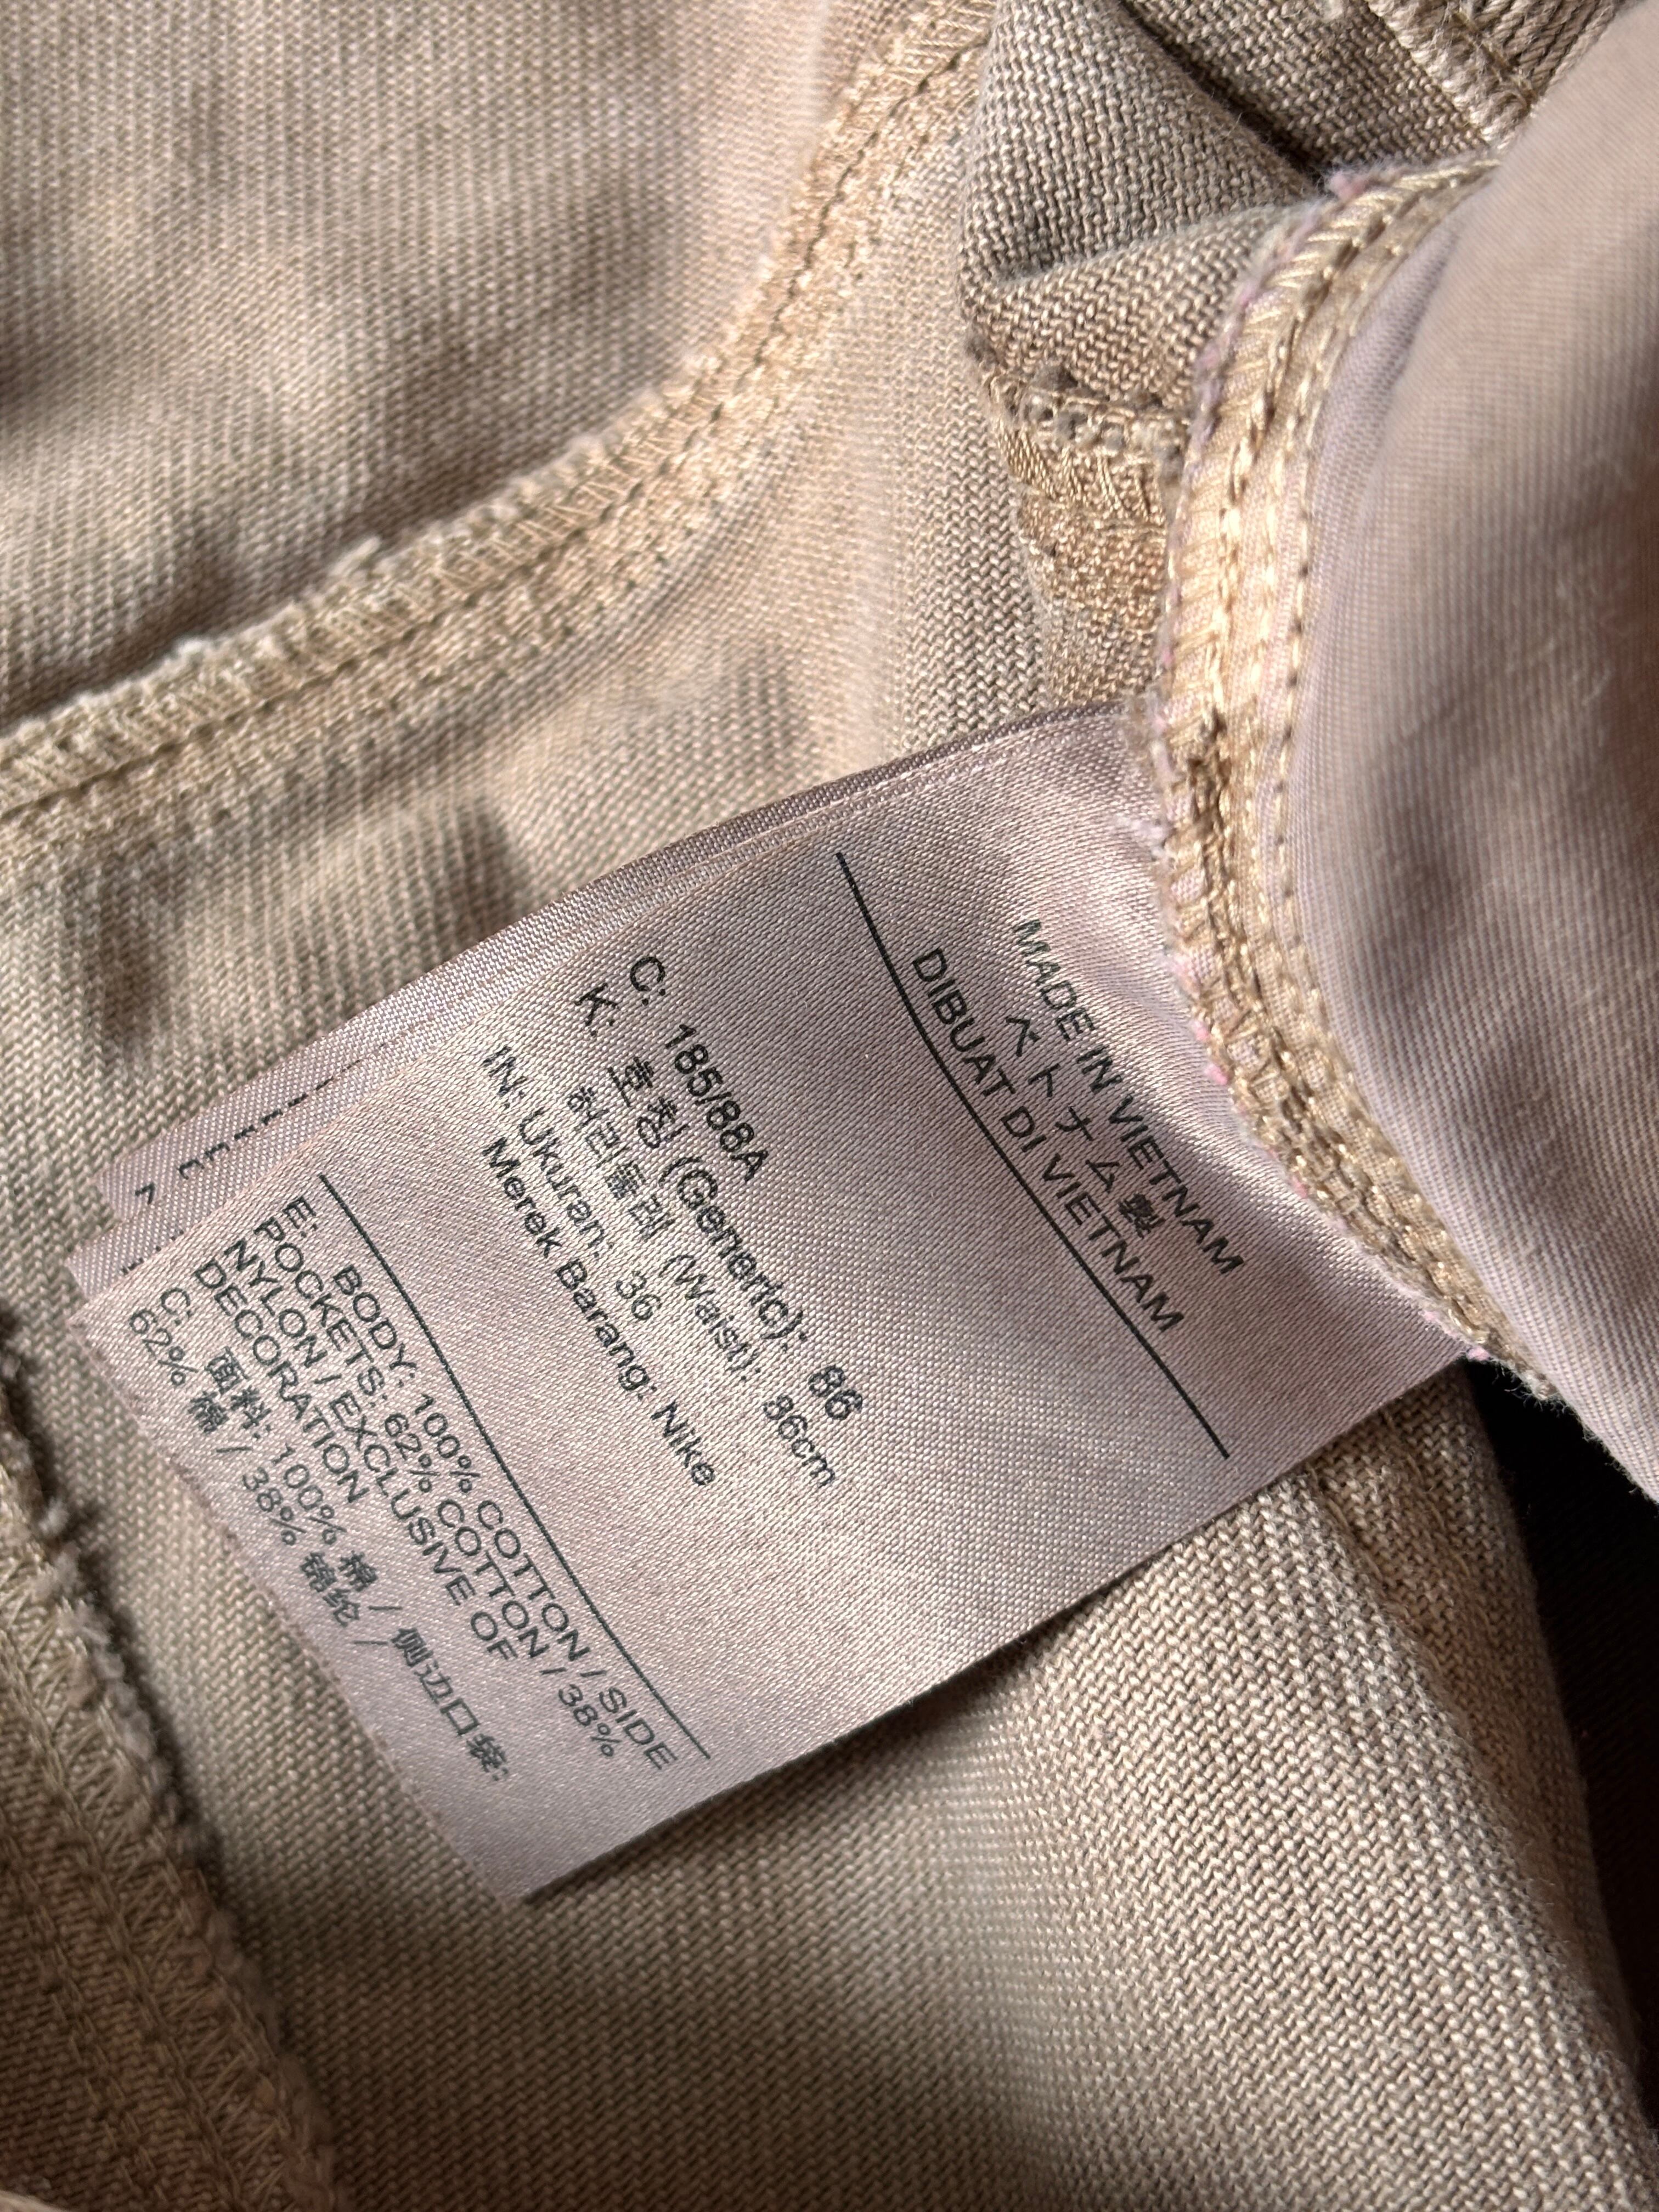 MADE IN VIETNAM
ベトナム製
DIBUAT DI VIETNAM
C: 185/88A
K: 호칭 (Generic): 86
허리둘레 (Waist): 86cm
IN: Ukuran: 36
Merek Barang: Nike
E: BODY: 100% COTTON / SIDE
POCKETS: 62% COTTON / 38%
NYLON / EXCLUSIVE OF
DECORATION
C: 面料: 100% 棉 / 侧边口袋:
62% 棉 / 38% 锦纶 /